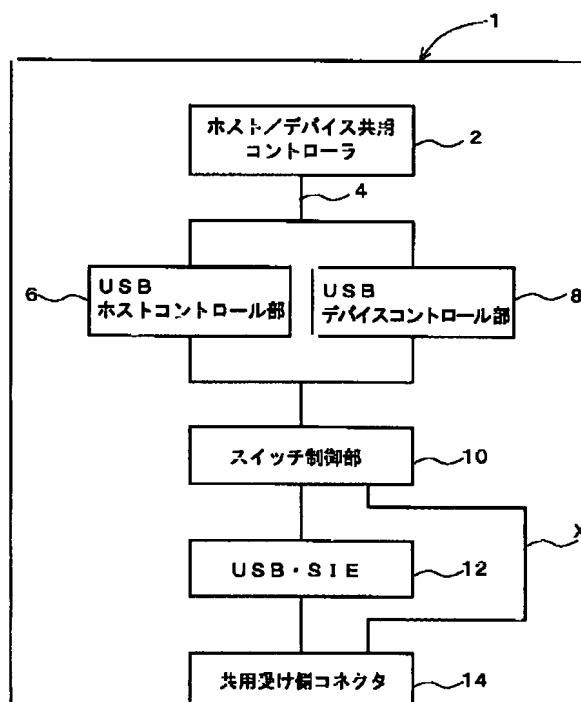 1
ホスト／デバイス共用
コントローラ
2
4
6
ＵＳＢ
ホストコントロール部
ＵＳＢ
デバイスコントロール部
8
スイッチ制御部
10
X
ＵＳＢ・ＳＩＥ
12
共用受け側コネクタ
14